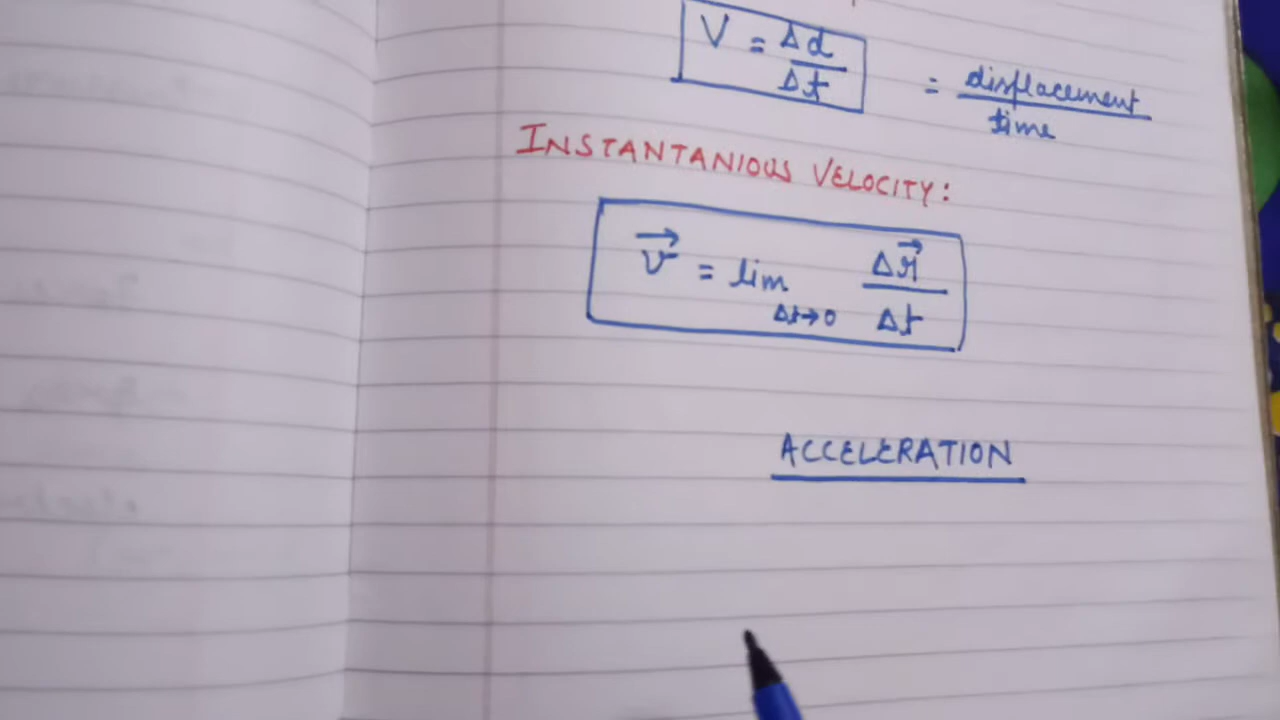 V = Δd/Δt = displacement/time
INSTANTANIOUS VELOCITY:
v⃗ = lim Δt→0 Δr⃗/Δt
ACCELERATION